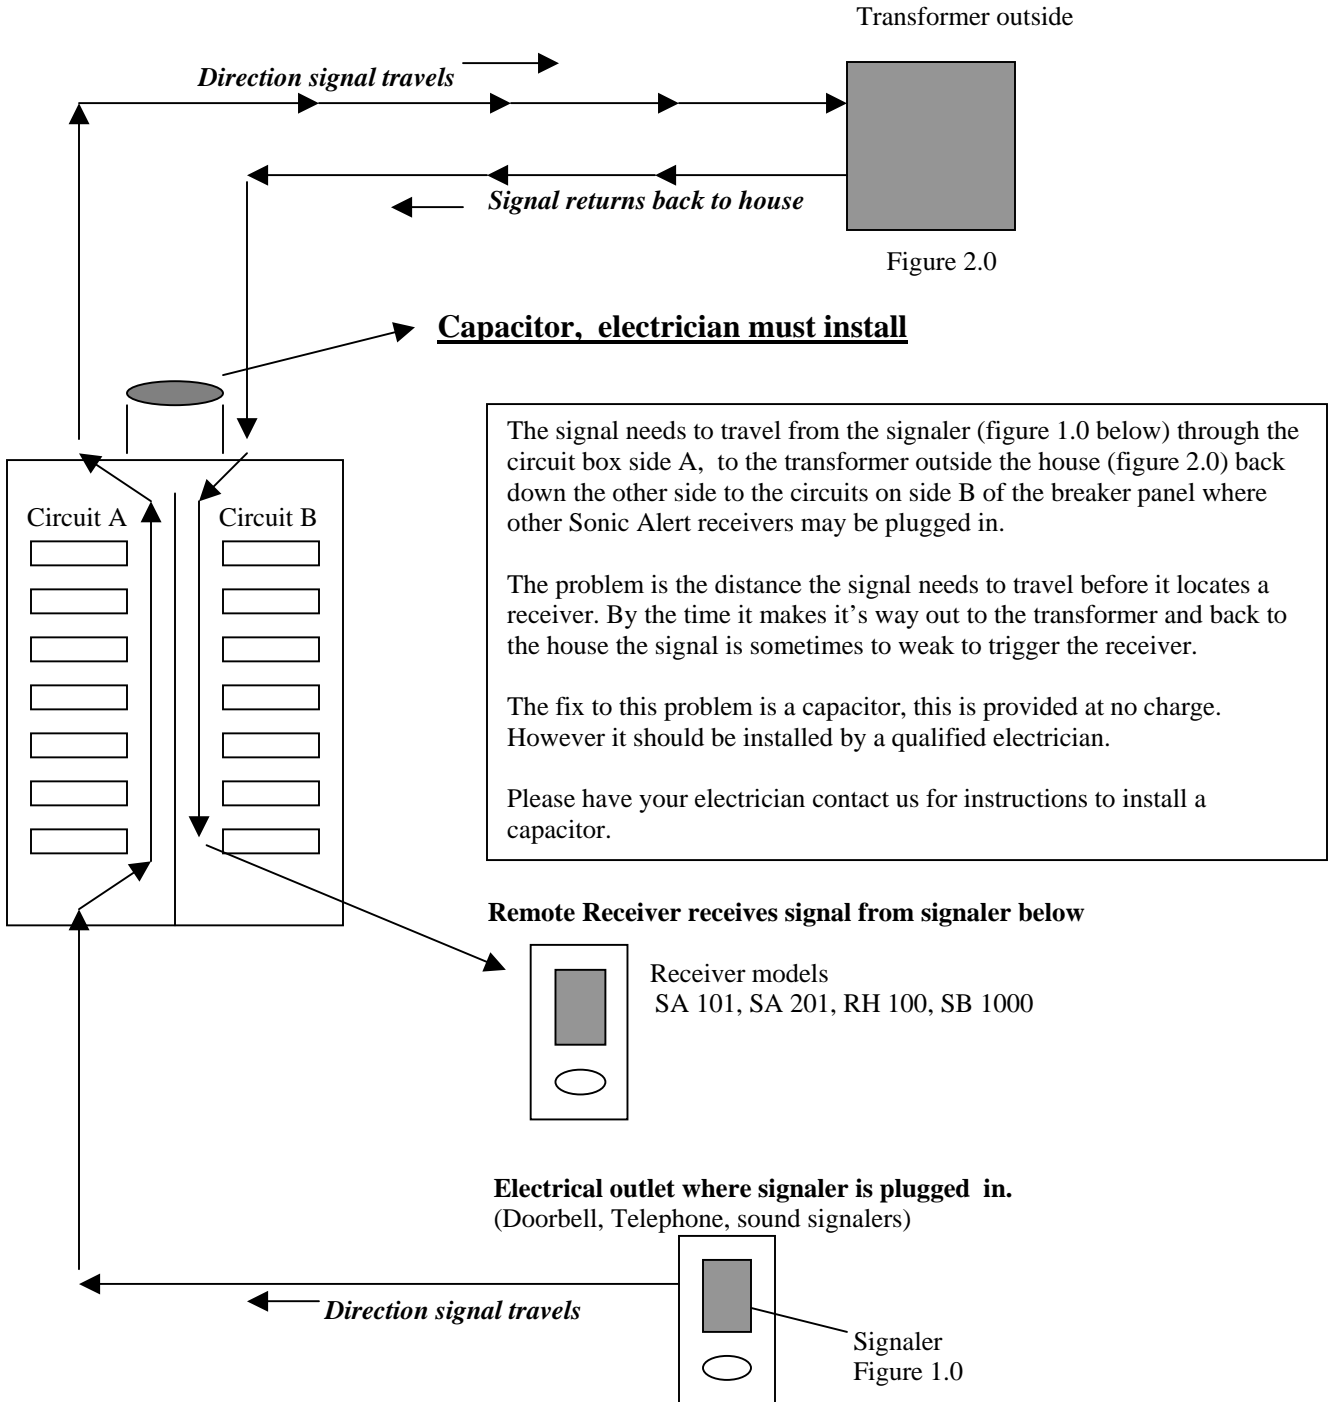 Transformer outside
Direction signal travels
Signal returns back to house
Figure 2.0
Capacitor, electrician must install
The signal needs to travel from the signaler (figure 1.0 below) through the
circuit box side A, to the transformer outside the house (figure 2.0) back
down the other side to the circuits on side B of the breaker panel where
other Sonic Alert receivers may be plugged in.
The problem is the distance the signal needs to travel before it locates a
receiver. By the time it makes it’s way out to the transformer and back to
the house the signal is sometimes to weak to trigger the receiver.
The fix to this problem is a capacitor, this is provided at no charge.
However it should be installed by a qualified electrician.
Please have your electrician contact us for instructions to install a
capacitor.
Circuit A
Circuit B
Remote Receiver receives signal from signaler below
Receiver models
SA 101, SA 201, RH 100, SB 1000
Electrical outlet where signaler is plugged in.
(Doorbell, Telephone, sound signalers)
Direction signal travels
Signaler
Figure 1.0